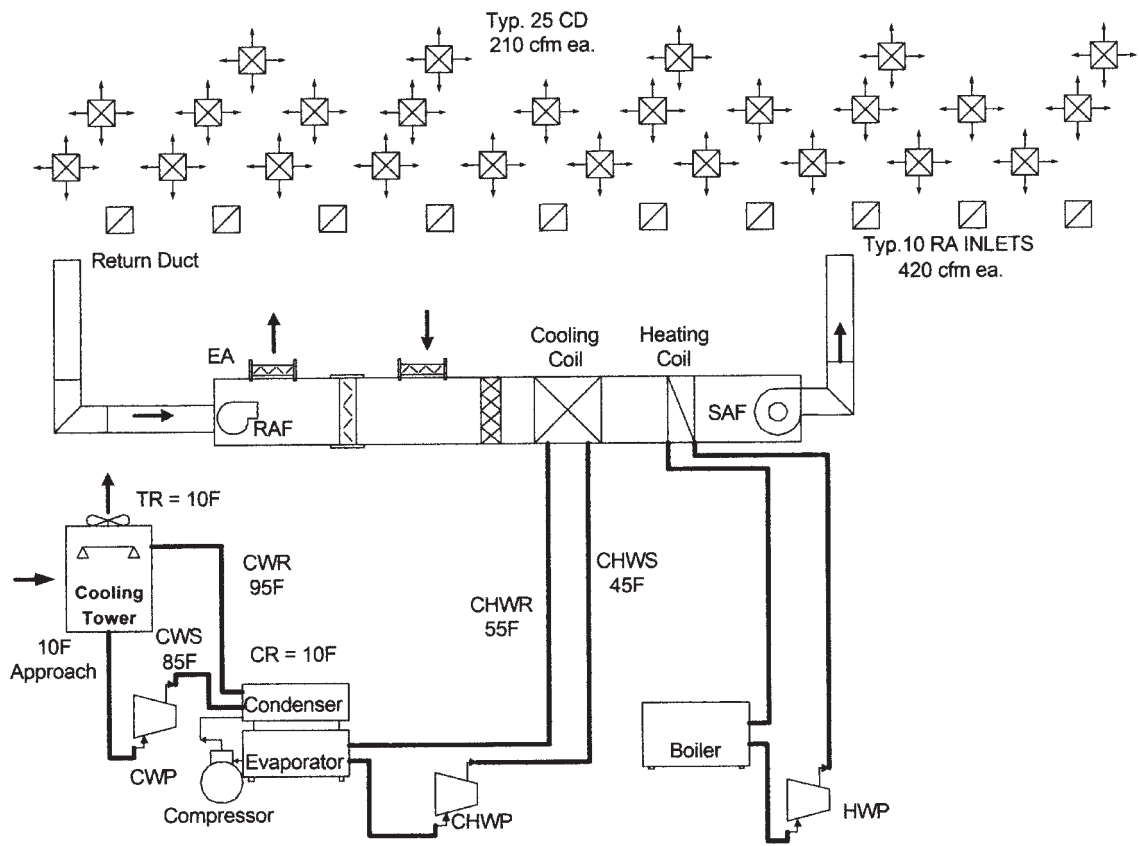 Typ. 25 CD
210 cfm ea.
Typ.10 RA INLETS
420 cfm ea.
Return Duct
Cooling
Coil
Heating
Coil
EA
RAF
SAF
TR = 10F
CWR
95F
CHWS
45F
CHWR
55F
Cooling
Tower
10F
Approach
CWS
85F
CR = 10F
Condenser
Evaporator
Boiler
CWP
Compressor
CHWP
HWP